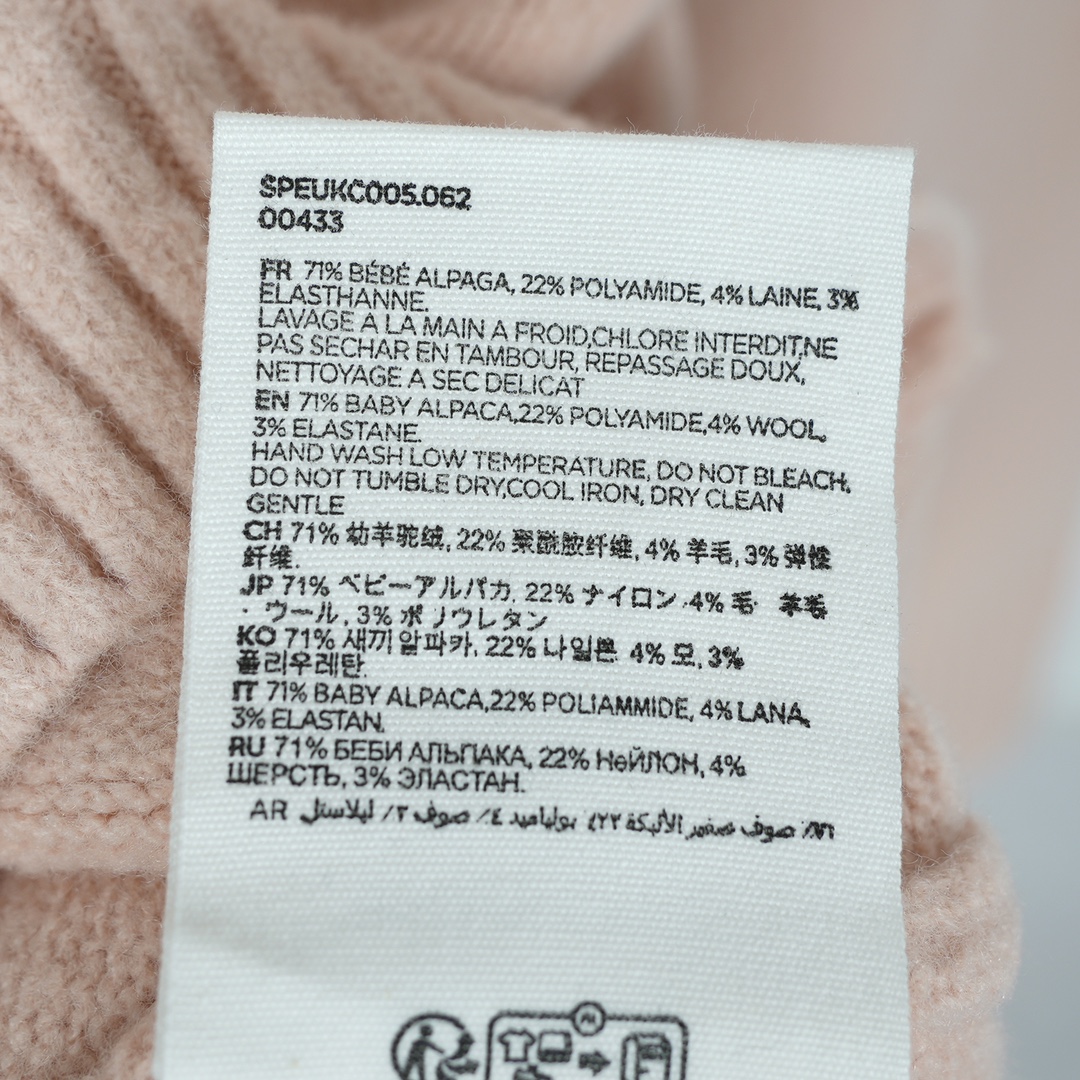 SPEUKC005.062
00433
FR 71% BÉBÉ ALPAGA, 22% POLYAMIDE, 4% LAINE, 3%
ELASTHANNE.
LAVAGE A LA MAIN A FROID,CHLORE INTERDIT,NE
PAS SECHAR EN TAMBOUR, REPASSAGE DOUX,
NETTOYAGE A SEC DELICAT
EN 71% BABY ALPACA,22% POLYAMIDE,4% WOOL,
3% ELASTANE.
HAND WASH LOW TEMPERATURE, DO NOT BLEACH,
DO NOT TUMBLE DRY,COOL IRON, DRY CLEAN
GENTLE
CH 71% 幼羊驼绒, 22% 聚酰胺纤维, 4% 羊毛, 3% 弹性
纤维.
JP 71% ベビーアルパカ, 22% ナイロン 4% 毛 羊毛
· ウール, 3% ポリウレタン
KO 71% 새끼 알파카, 22% 나일론 4% 모, 3%
폴리우레탄.
IT 71% BABY ALPACA,22% POLIAMMIDE, 4% LANA,
3% ELASTAN.
RU 71% БЕБИ АЛЬПАКА, 22% НейЛОН, 4%
ШЕРСТЬ, 3% ЭЛАСТАН.
AR صوف صغير الألبكة ٢٢٪ ٤٪ صوف ٣٪